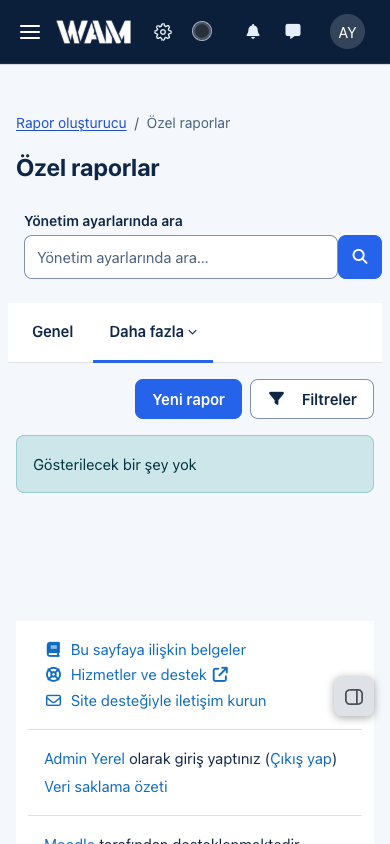 WAM
AY
Rapor oluşturucu / Özel raporlar
Özel raporlar
Yönetim ayarlarında ara
Yönetim ayarlarında ara...
Genel
Daha fazla
Yeni rapor
Filtreler
Gösterilecek bir şey yok
Bu sayfaya ilişkin belgeler
Hizmetler ve destek
Site desteğiyle iletişim kurun
Admin Yerel olarak giriş yaptınız (Çıkış yap)
Veri saklama özeti
Moodle tarafından desteklenmektedir